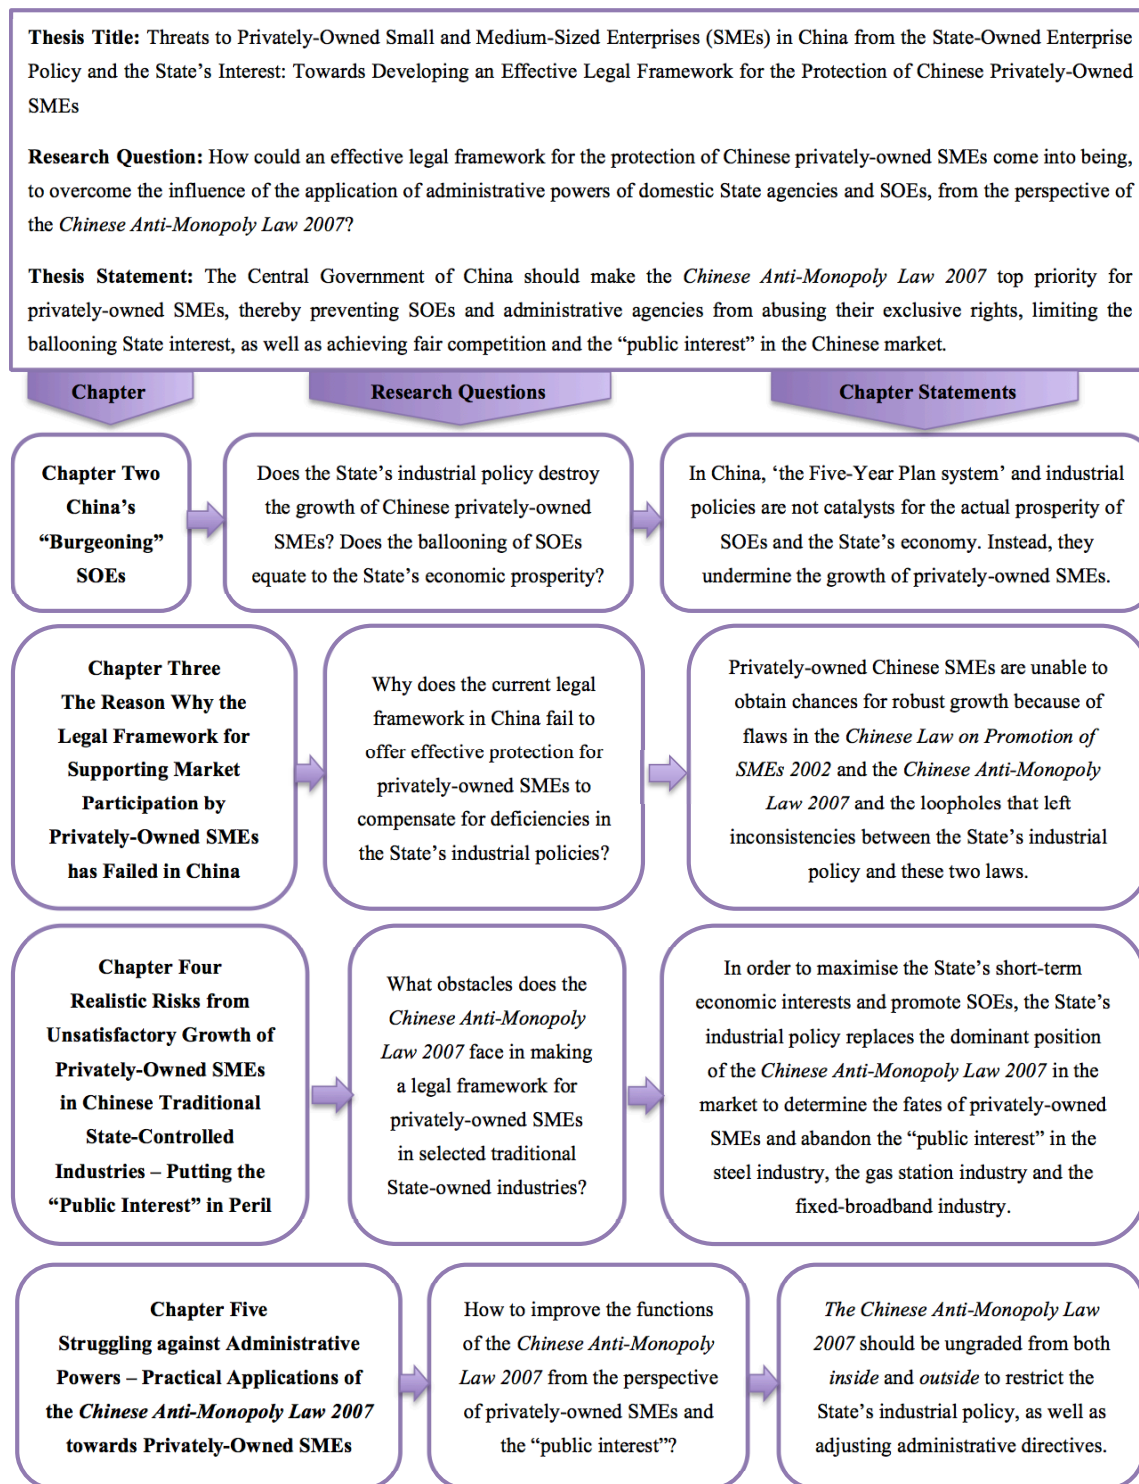 Thesis Title: Threats to Privately-Owned Small and Medium-Sized Enterprises (SMEs) in China from the State-Owned Enterprise
Policy and the State's Interest: Towards Developing an Effective Legal Framework for the Protection of Chinese Privately-Owned
SMEs
Research Question: How could an effective legal framework for the protection of Chinese privately-owned SMEs come into being,
to overcome the influence of the application of administrative powers of domestic State agencies and SOEs, from the perspective of
the Chinese Anti-Monopoly Law 2007?
Thesis Statement: The Central Government of China should make the Chinese Anti-Monopoly Law 2007 top priority for
privately-owned SMEs, thereby preventing SOEs and administrative agencies from abusing their exclusive rights, limiting the
ballooning State interest, as well as achieving fair competition and the “public interest” in the Chinese market.
Chapter
Research Questions
Chapter Statements
Chapter Two
China's
“Burgeoning”
SOEs
Does the State's industrial policy destroy
the growth of Chinese privately-owned
SMEs? Does the ballooning of SOEs
equate to the State's economic prosperity?
In China, ‘the Five-Year Plan system’ and industrial
policies are not catalysts for the actual prosperity of
SOEs and the State's economy. Instead, they
undermine the growth of privately-owned SMEs.
Chapter Three
The Reason Why the
Legal Framework for
Supporting Market
Participation by
Privately-Owned SMEs
has Failed in China
Why does the current legal
framework in China fail to
offer effective protection for
privately-owned SMEs to
compensate for deficiencies in
the State's industrial policies?
Privately-owned Chinese SMEs are unable to
obtain chances for robust growth because of
flaws in the Chinese Law on Promotion of
SMEs 2002 and the Chinese Anti-Monopoly
Law 2007 and the loopholes that left
inconsistencies between the State's industrial
policy and these two laws.
Chapter Four
Realistic Risks from
Unsatisfactory Growth of
Privately-Owned SMEs
in Chinese Traditional
State-Controlled
Industries – Putting the
“Public Interest” in Peril
What obstacles does the
Chinese Anti-Monopoly
Law 2007 face in making
a legal framework for
privately-owned SMEs
in selected traditional
State-owned industries?
In order to maximise the State's short-term
economic interests and promote SOEs, the State's
industrial policy replaces the dominant position
of the Chinese Anti-Monopoly Law 2007 in the
market to determine the fates of privately-owned
SMEs and abandon the “public interest” in the
steel industry, the gas station industry and the
fixed-broadband industry.
Chapter Five
Struggling against Administrative
Powers – Practical Applications of
the Chinese Anti-Monopoly Law 2007
towards Privately-Owned SMEs
How to improve the functions
of the Chinese Anti-Monopoly
Law 2007 from the perspective
of privately-owned SMEs and
the “public interest”?
The Chinese Anti-Monopoly Law
2007 should be ungraded from both
inside and outside to restrict the
State's industrial policy, as well as
adjusting administrative directives.